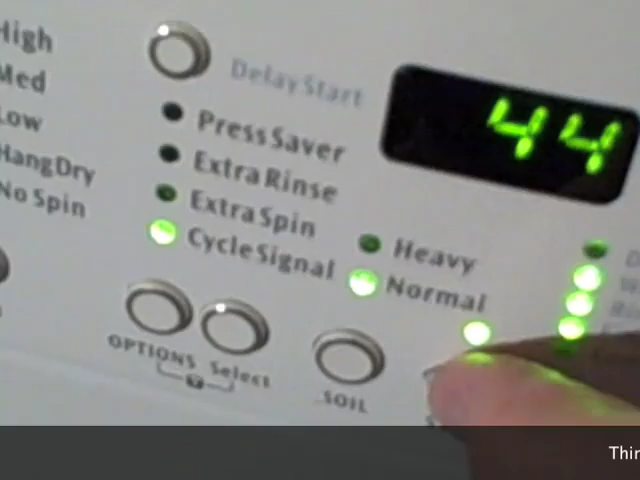 High
Med
Low
HangDry
No Spin
Delay Start
Press Saver
Extra Rinse
Extra Spin
Cycle Signal
OPTIONS Select
44
Heavy
Normal
SOIL
Thir